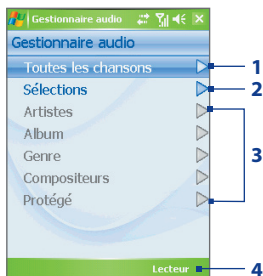 Gestionnaire audio
Gestionnaire audio
Toutes les chansons 1
Sélections 2
Artistes
Album
Genre 3
Compositeurs
Protégé
Lecteur 4